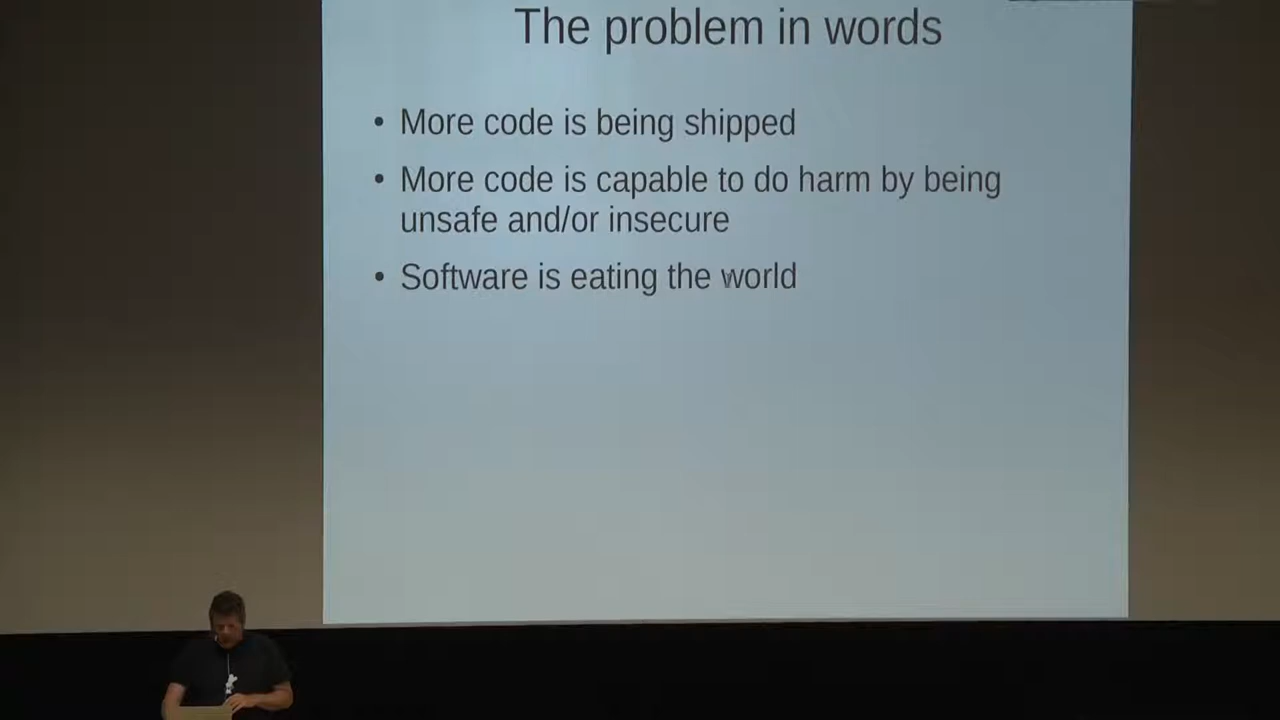 The problem in words
• More code is being shipped
• More code is capable to do harm by being
unsafe and/or insecure
• Software is eating the world